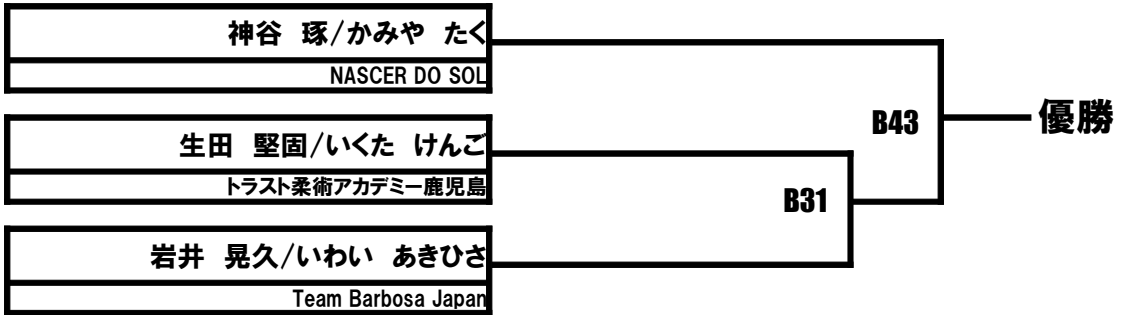 神谷　琢/かみや　たく
NASCER DO SOL
生田　堅固/いくた　けんご
トラスト柔術アカデミー鹿児島
岩井　晃久/いわい　あきひさ
Team Barbosa Japan
B31
B43
優勝